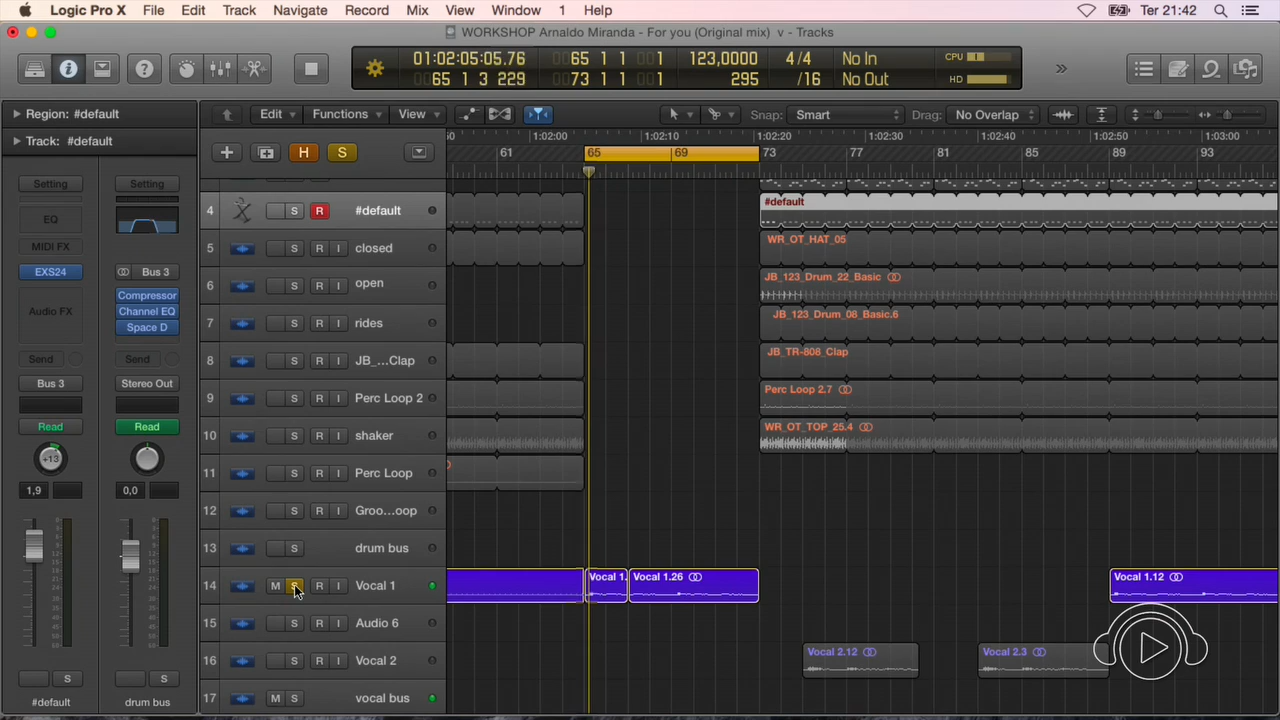 Logic Pro X File Edit Track Navigate Record Mix View Window 1 Help Ter 21:42
WORKSHOP Arnaldo Miranda - For you (Original mix) v - Tracks
01:02:05:05.76 0065 1 1 001 123,0000 4/4 No In CPU
0065 1 3 229 0073 1 1 001 295 /16 No Out HD
Region: #default
Edit Functions View Snap: Smart Drag: No Overlap
Track: #default
1:02:00 1:02:10 1:02:20 1:02:30 1:02:40 1:02:50 1:03:00
H S 61 65 69 73 77 81 85 89 93
Setting Setting
4 S R #default #default
EQ
MIDI FX
5 S R I closed WR_OT_HAT_05
EXS24 Bus 3
6 S R I open JB_123_Drum_22_Basic
Compressor
Audio FX Channel EQ
Space D
7 S R I rides JB_123_Drum_08_Basic.6
Send Send
8 S R I JB_...Clap JB_TR-808_Clap
Bus 3 Stereo Out
9 S R I Perc Loop 2 Perc Loop 2.7
Read Read
10 S R I shaker WR_OT_TOP_25.4
+13
11 S R I Perc Loop
1,9 0,0
12 S R I Groo...oop
13 S drum bus
14 M S R I Vocal 1 Vocal 1. Vocal 1.26 Vocal 1.12
15 S R I Audio 6
16 S R I Vocal 2 Vocal 2.12 Vocal 2.3
S S
17 M S vocal bus
#default drum bus